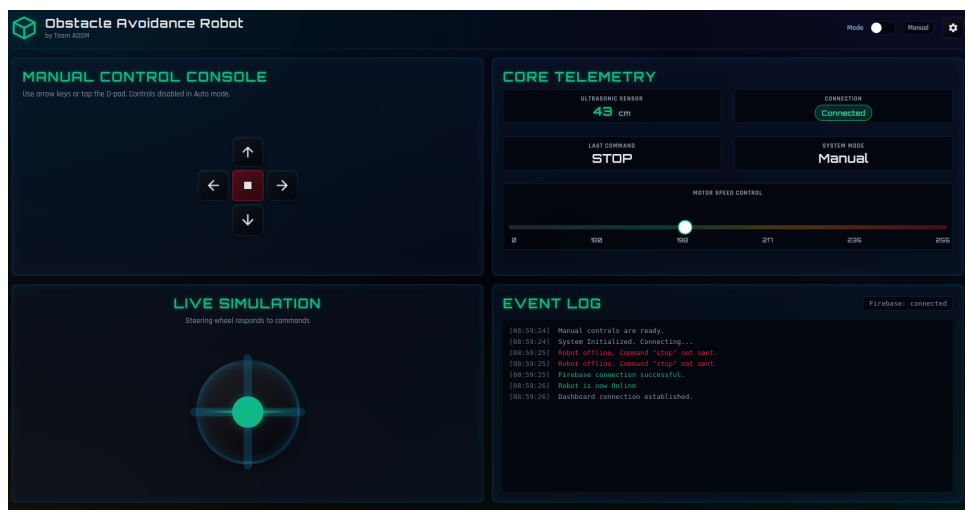 Obstacle Avoidance Robot
by Team ADSM
Mode
Manual
MANUAL CONTROL CONSOLE
Use arrow keys or tap the D-pad. Controls disabled in Auto mode.
CORE TELEMETRY
ULTRASONIC SENSOR
43 cm
CONNECTION
Connected
LAST COMMAND
STOP
SYSTEM MODE
Manual
MOTOR SPEED CONTROL
0 180 199 217 235 255
LIVE SIMULATION
Steering wheel responds to commands
EVENT LOG
Firebase: connected
[08:59:24] Manual controls are ready.
[08:59:24] System Initialized. Connecting...
[08:59:25] Robot offline. Command "stop" not sent.
[08:59:25] Robot offline. Command "stop" not sent.
[08:59:25] Firebase connection successful.
[08:59:26] Robot is now Online
[08:59:26] Dashboard connection established.